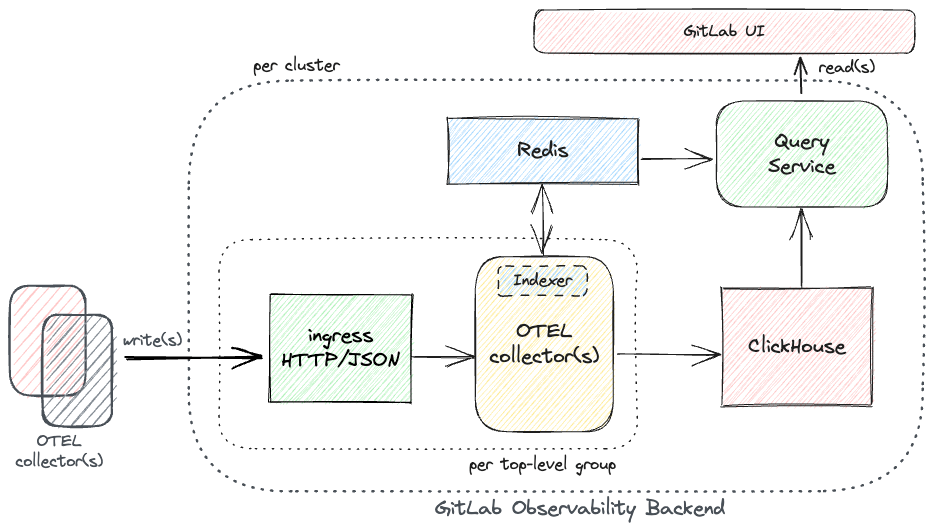 GitLab UI
per cluster
read(s)
Redis
Query
Service
Indexer
write(s)
ingress
HTTP/JSON
OTEL
collector(s)
ClickHouse
OTEL
collector(s)
per top-level group
GitLab Observability Backend